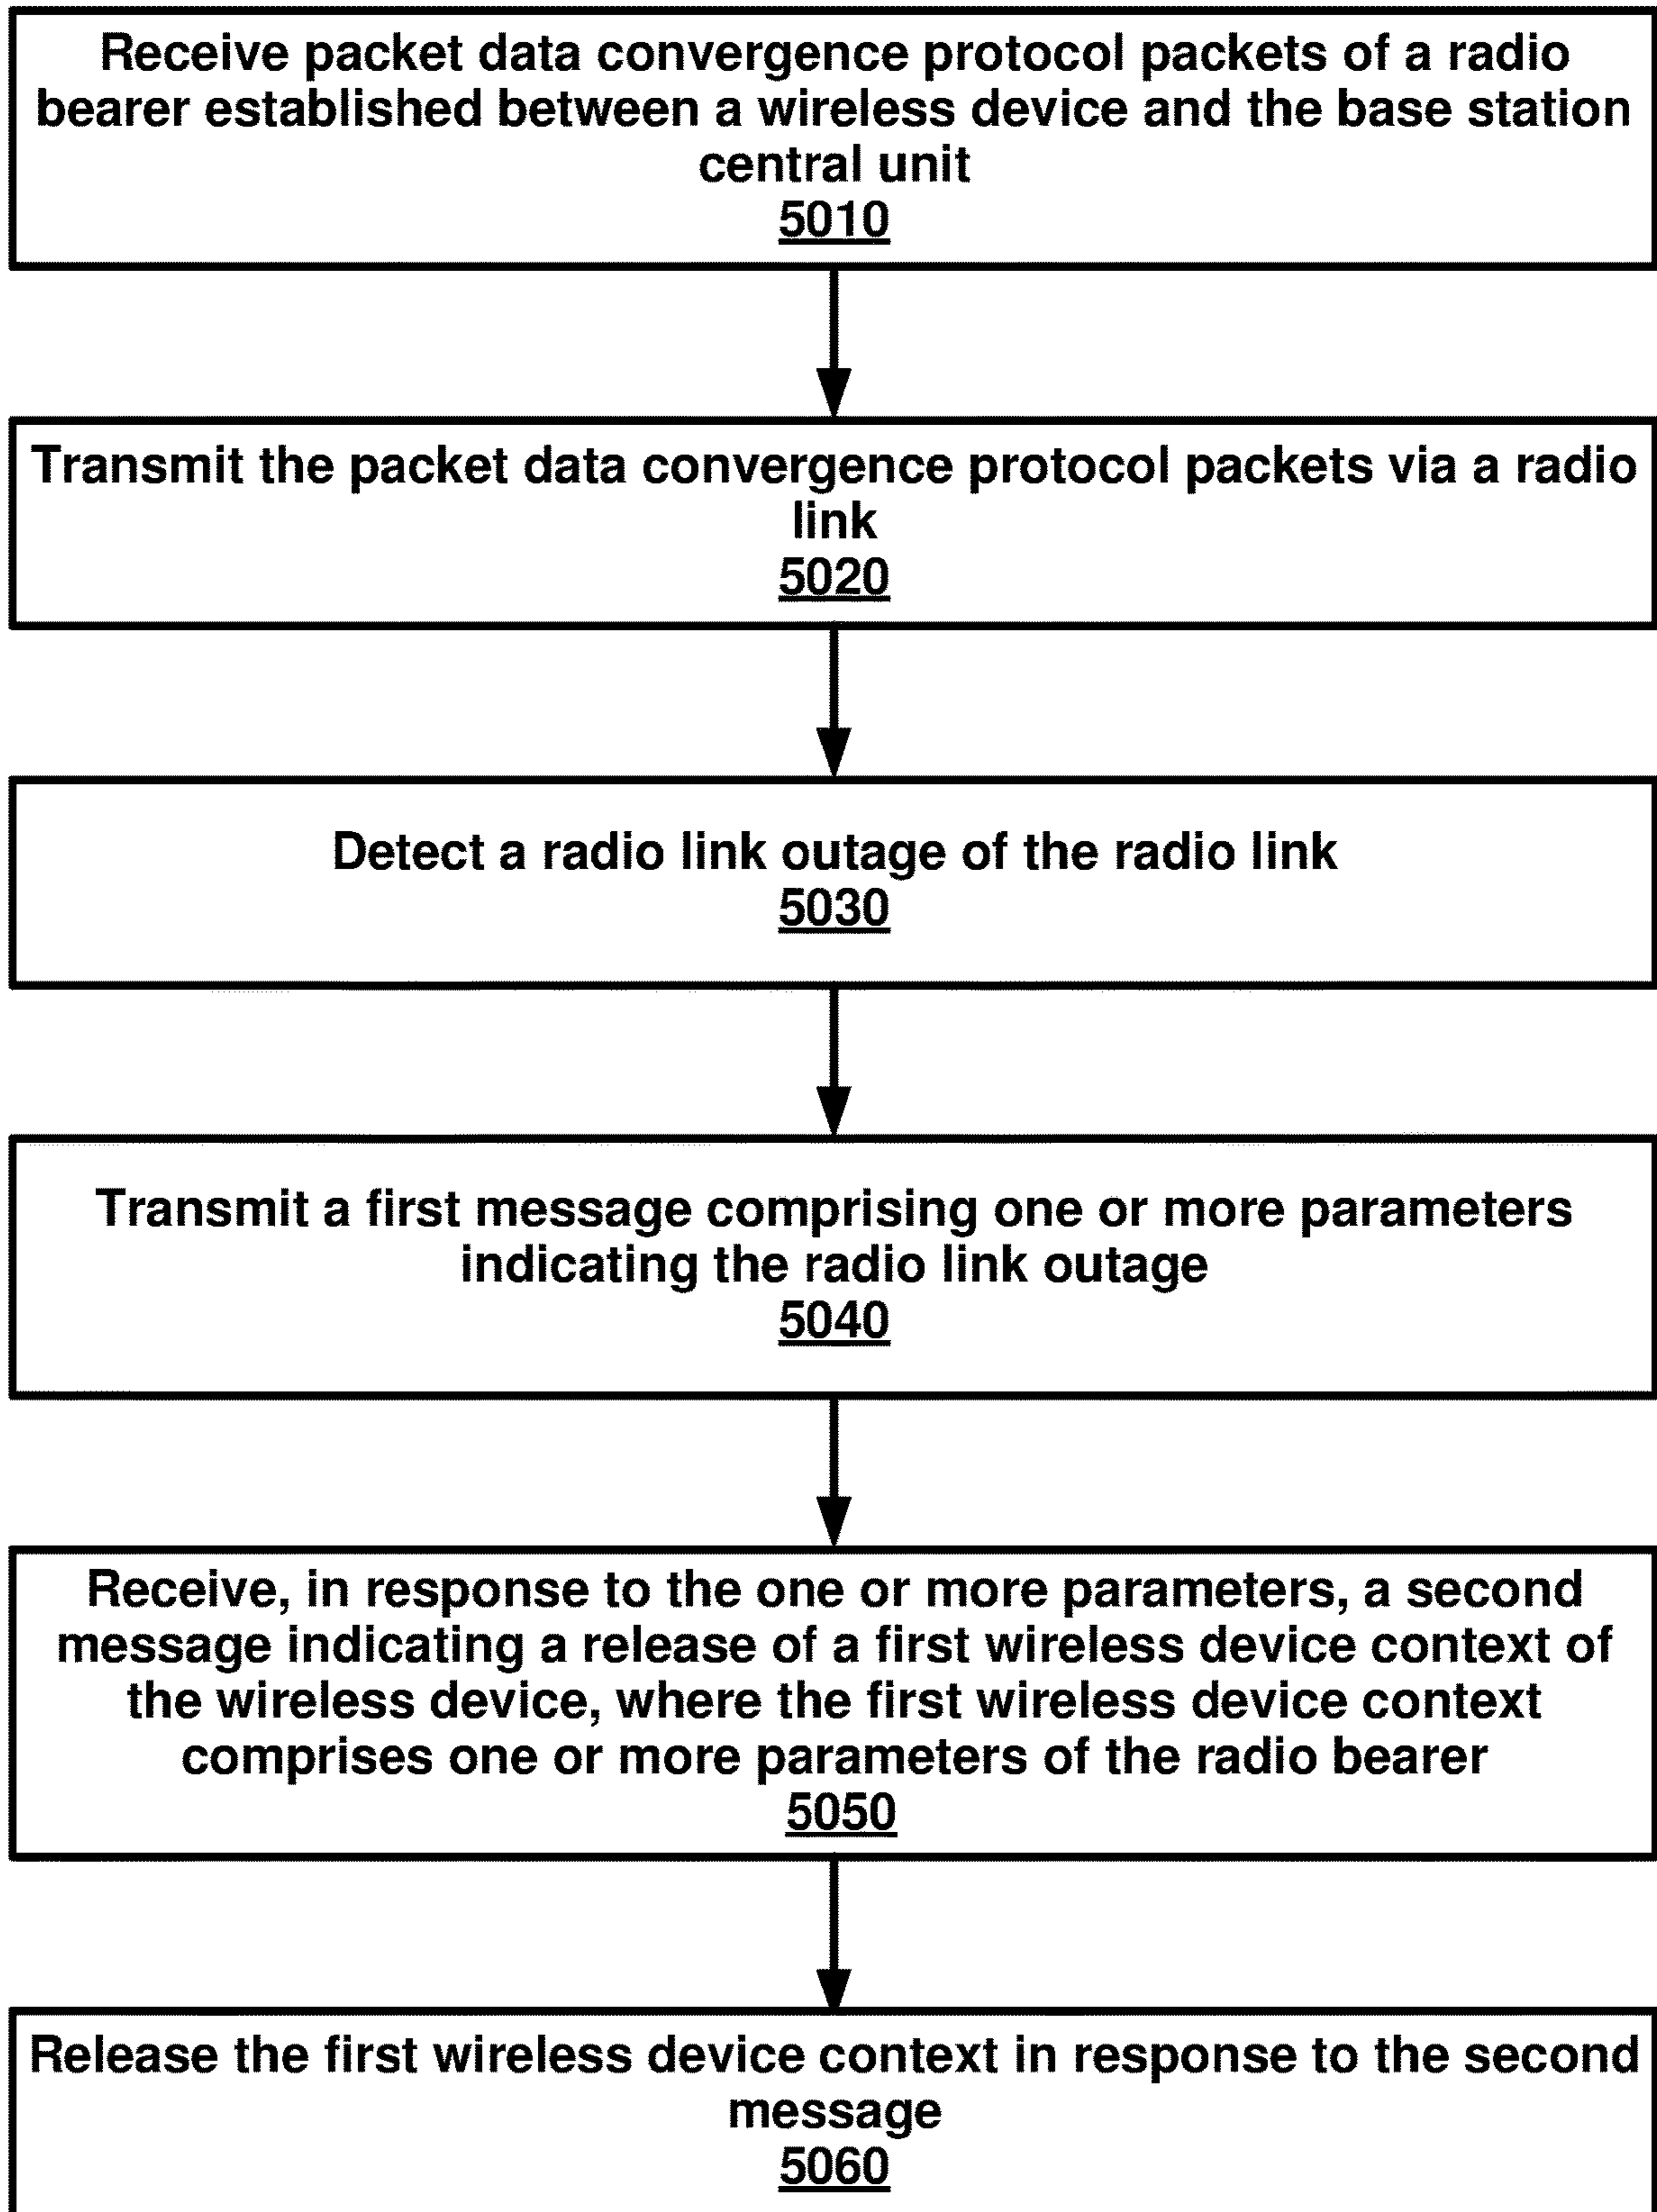 Receive packet data convergence protocol packets of a radio
bearer established between a wireless device and the base station
central unit
5010
Transmit the packet data convergence protocol packets via a radio
link
5020
Detect a radio link outage of the radio link
5030
Transmit a first message comprising one or more parameters
indicating the radio link outage
5040
Receive, in response to the one or more parameters, a second
message indicating a release of a first wireless device context of
the wireless device, where the first wireless device context
comprises one or more parameters of the radio bearer
5050
Release the first wireless device context in response to the second
message
5060